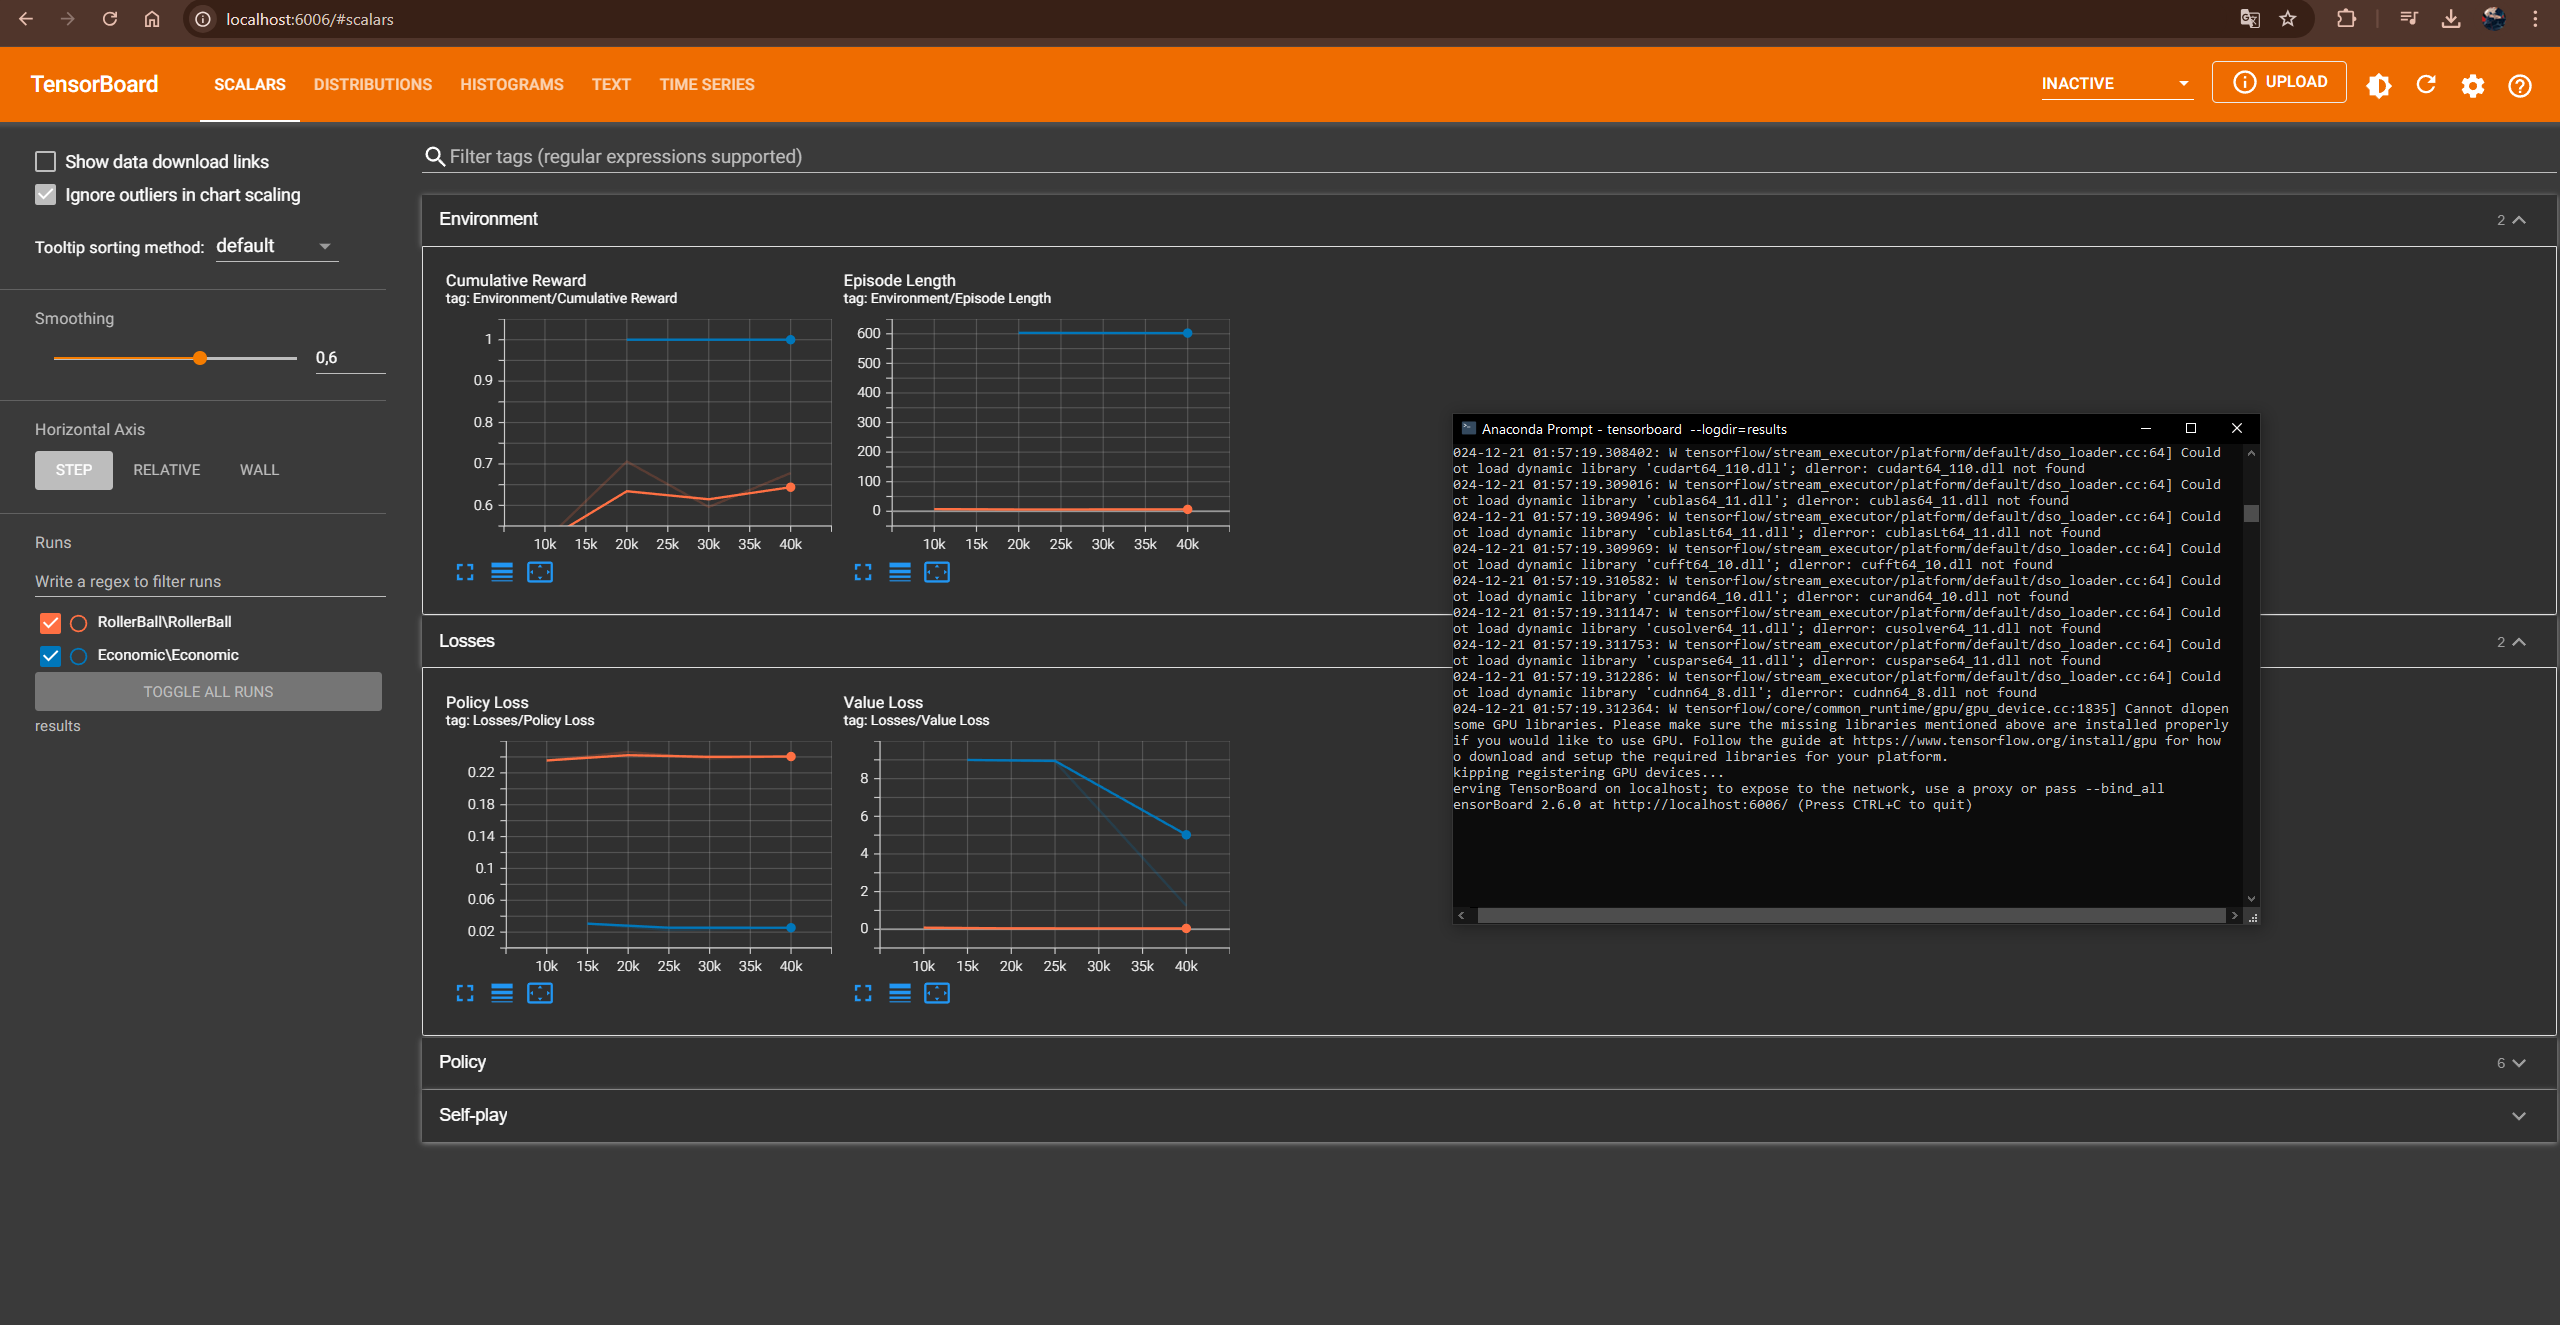 localhost:6006/#scalars
TensorBoard
SCALARS DISTRIBUTIONS HISTOGRAMS TEXT TIME SERIES
INACTIVE
UPLOAD
Show data download links
Ignore outliers in chart scaling
Tooltip sorting method: default
Smoothing
0,6
Horizontal Axis
STEP RELATIVE WALL
Runs
Write a regex to filter runs
RollerBall\RollerBall
Economic\Economic
TOGGLE ALL RUNS
results
Filter tags (regular expressions supported)
Environment
2
Cumulative Reward
tag: Environment/Cumulative Reward
1
0.9
0.8
0.7
0.6
10k 15k 20k 25k 30k 35k 40k
Episode Length
tag: Environment/Episode Length
600
500
400
300
200
100
0
10k 15k 20k 25k 30k 35k 40k
Losses
2
Policy Loss
tag: Losses/Policy Loss
0.22
0.18
0.14
0.1
0.06
0.02
10k 15k 20k 25k 30k 35k 40k
Value Loss
tag: Losses/Value Loss
8
6
4
2
0
10k 15k 20k 25k 30k 35k 40k
Policy
6
Self-play
Anaconda Prompt - tensorboard --logdir=results
024-12-21 01:57:19.308402: W tensorflow/stream_executor/platform/default/dso_loader.cc:64] Could
ot load dynamic library 'cudart64_110.dll'; dlerror: cudart64_110.dll not found
024-12-21 01:57:19.309016: W tensorflow/stream_executor/platform/default/dso_loader.cc:64] Could
ot load dynamic library 'cublas64_11.dll'; dlerror: cublas64_11.dll not found
024-12-21 01:57:19.309496: W tensorflow/stream_executor/platform/default/dso_loader.cc:64] Could
ot load dynamic library 'cublasLt64_11.dll'; dlerror: cublasLt64_11.dll not found
024-12-21 01:57:19.309969: W tensorflow/stream_executor/platform/default/dso_loader.cc:64] Could
ot load dynamic library 'cufft64_10.dll'; dlerror: cufft64_10.dll not found
024-12-21 01:57:19.310582: W tensorflow/stream_executor/platform/default/dso_loader.cc:64] Could
ot load dynamic library 'curand64_10.dll'; dlerror: curand64_10.dll not found
024-12-21 01:57:19.311147: W tensorflow/stream_executor/platform/default/dso_loader.cc:64] Could
ot load dynamic library 'cusolver64_11.dll'; dlerror: cusolver64_11.dll not found
024-12-21 01:57:19.311753: W tensorflow/stream_executor/platform/default/dso_loader.cc:64] Could
ot load dynamic library 'cusparse64_11.dll'; dlerror: cusparse64_11.dll not found
024-12-21 01:57:19.312286: W tensorflow/stream_executor/platform/default/dso_loader.cc:64] Could
ot load dynamic library 'cudnn64_8.dll'; dlerror: cudnn64_8.dll not found
024-12-21 01:57:19.312364: W tensorflow/core/common_runtime/gpu/gpu_device.cc:1835] Cannot dlopen
some GPU libraries. Please make sure the missing libraries mentioned above are installed properly
if you would like to use GPU. Follow the guide at https://www.tensorflow.org/install/gpu for how
o download and setup the required libraries for your platform.
kipping registering GPU devices...
erving TensorBoard on localhost; to expose to the network, use a proxy or pass --bind_all
ensorBoard 2.6.0 at http://localhost:6006/ (Press CTRL+C to quit)